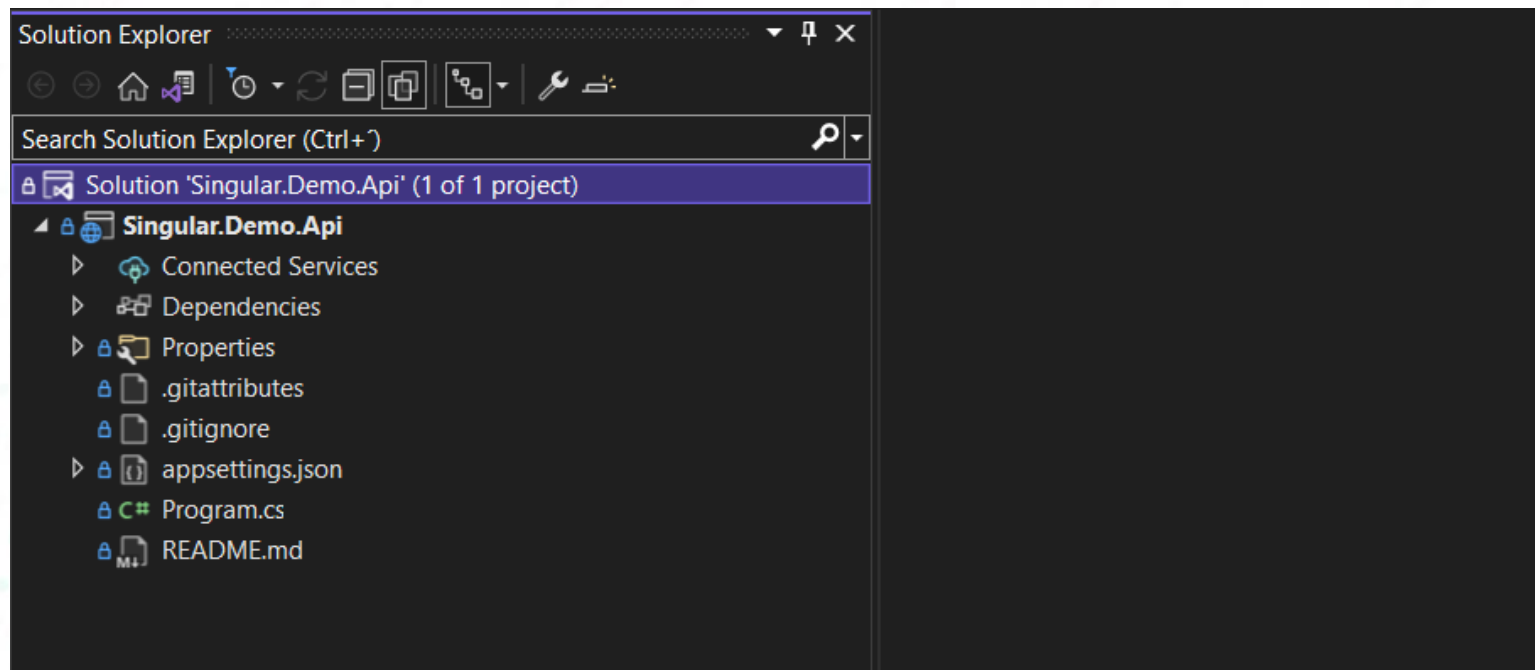 Solution Explorer
Search Solution Explorer (Ctrl+´)
Solution 'Singular.Demo.Api' (1 of 1 project)
Singular.Demo.Api
Connected Services
Dependencies
Properties
.gitattributes
.gitignore
appsettings.json
C# Program.cs
M↓ README.md